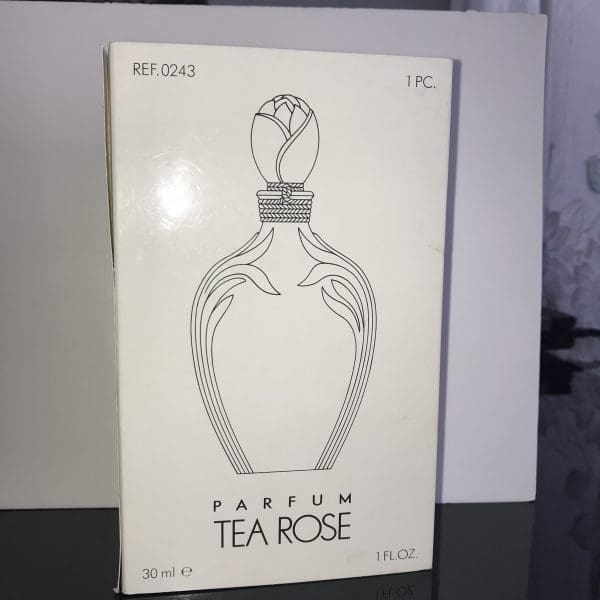 REF.0243 1 PC.
PARFUM
TEA ROSE
30 ml ℮ 1 FL.OZ.